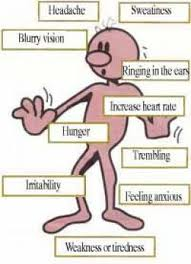 Headache
Sweatiness
Blurry vision
Ringing in the ears
Increase heart rate
Hunger
Trembling
Irritability
Feeling anxious
Weakness or tiredness